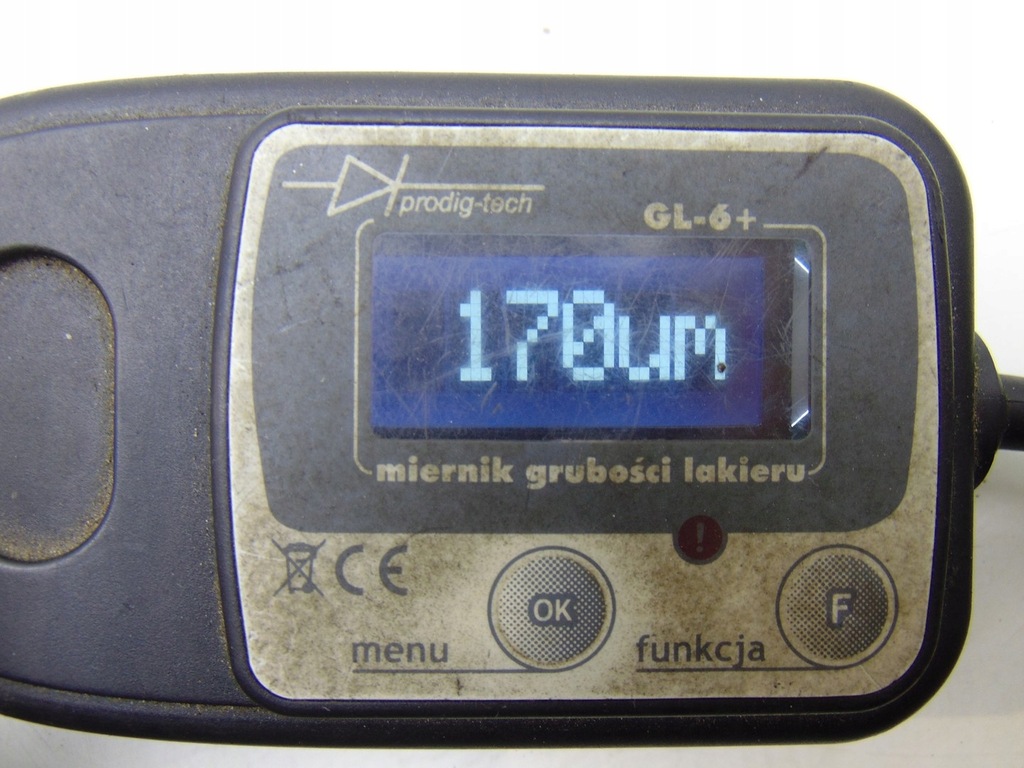 prodig-tech
GL-6+
170um
miernik grubości lakieru
!
CE
OK
F
menu
funkcja